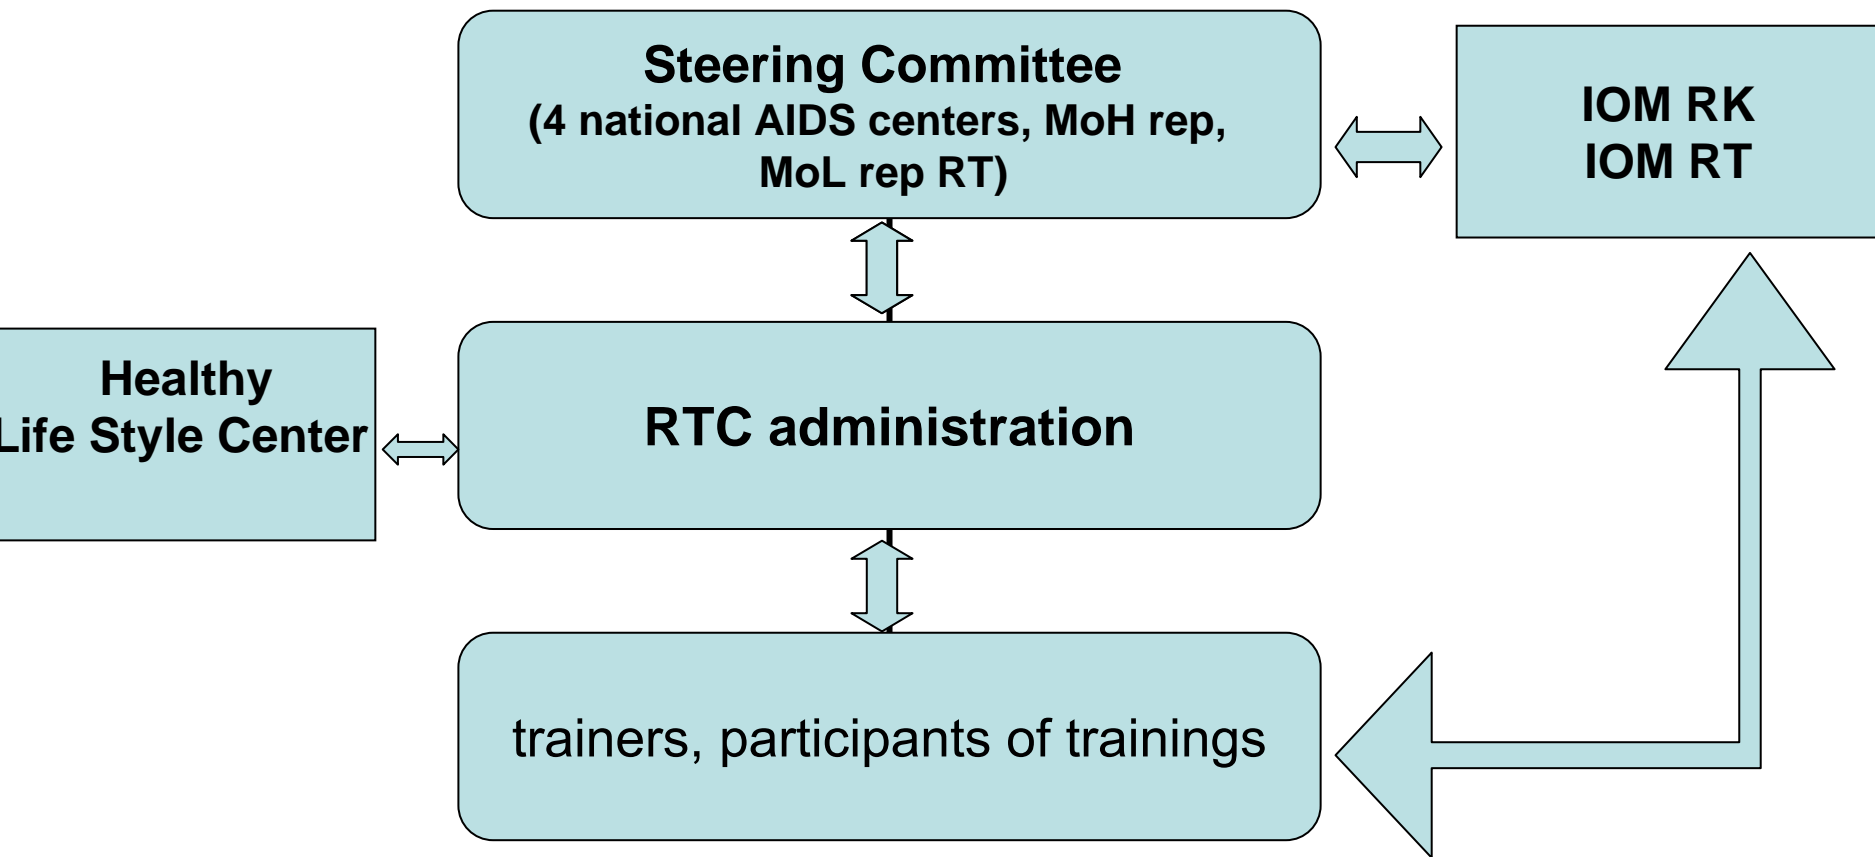 Steering Committee
(4 national AIDS centers, MoH rep,
MoL rep RT)
IOM RK
IOM RT
Healthy
Life Style Center
RTC administration
trainers, participants of trainings